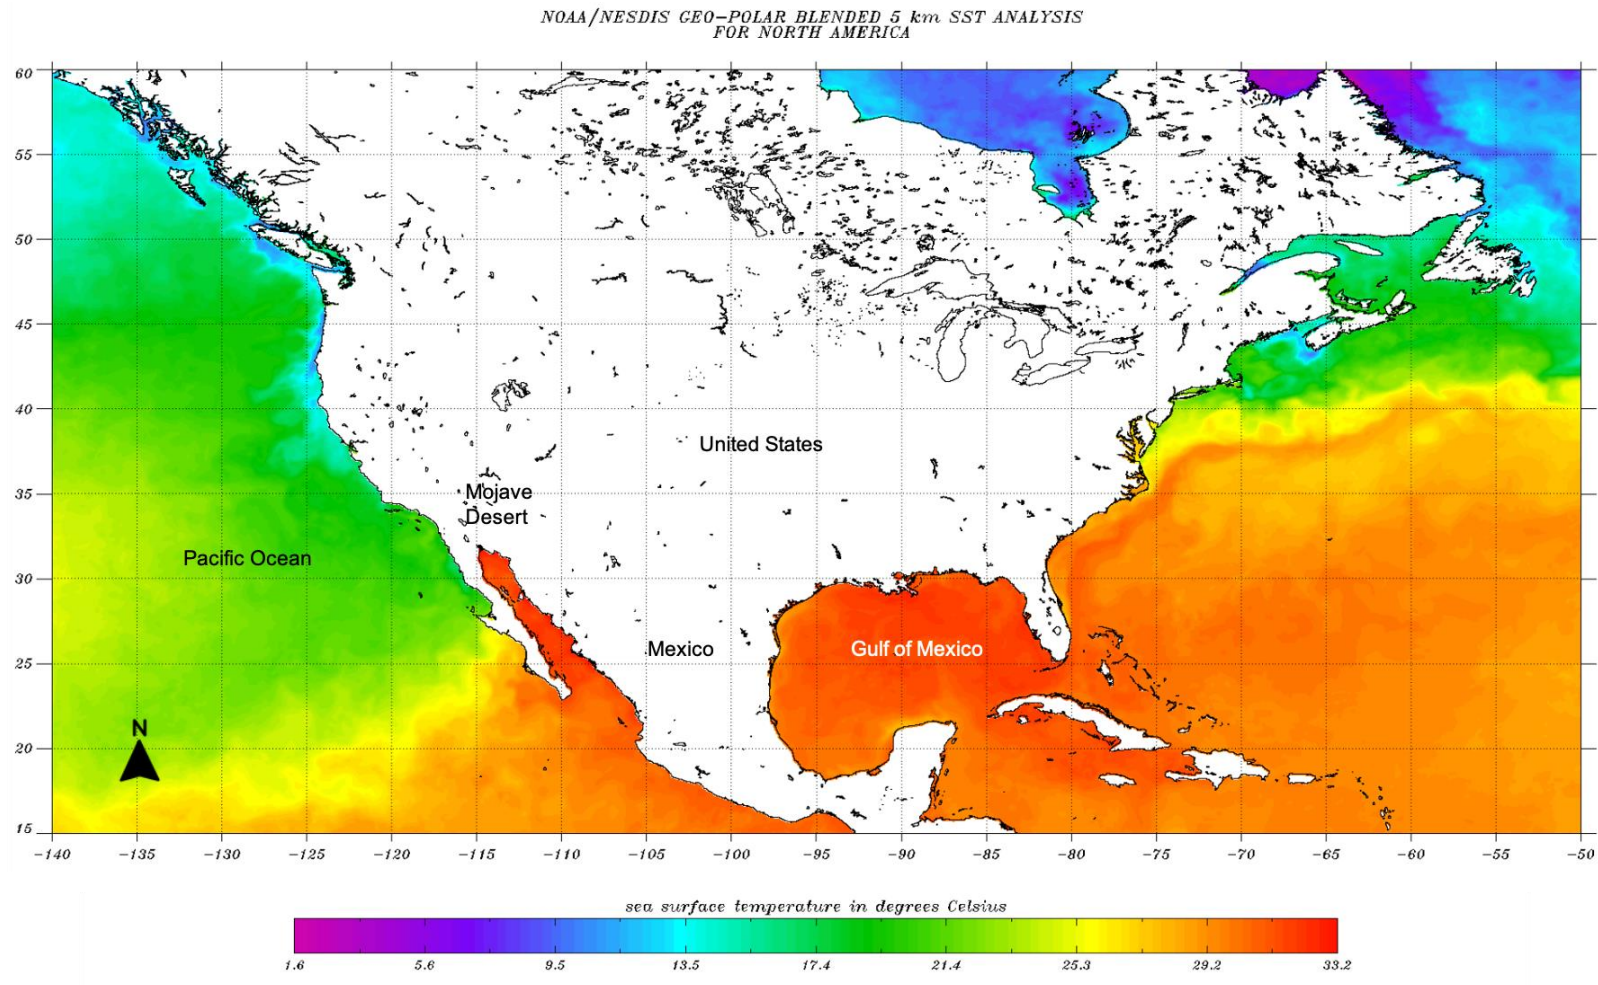 NOAA/NESDIS GEO-POLAR BLENDED 5 km SST ANALYSIS
FOR NORTH AMERICA
60
55
50
45
40
35
30
25
20
15
United States
Mojave
Desert
Pacific Ocean
Mexico
Gulf of Mexico
N
-140 -135 -130 -125 -120 -115 -110 -105 -100 -95 -90 -85 -80 -75 -70 -65 -60 -55 -50
sea surface temperature in degrees Celsius
1.6 5.6 9.5 13.5 17.4 21.4 25.3 29.2 33.2